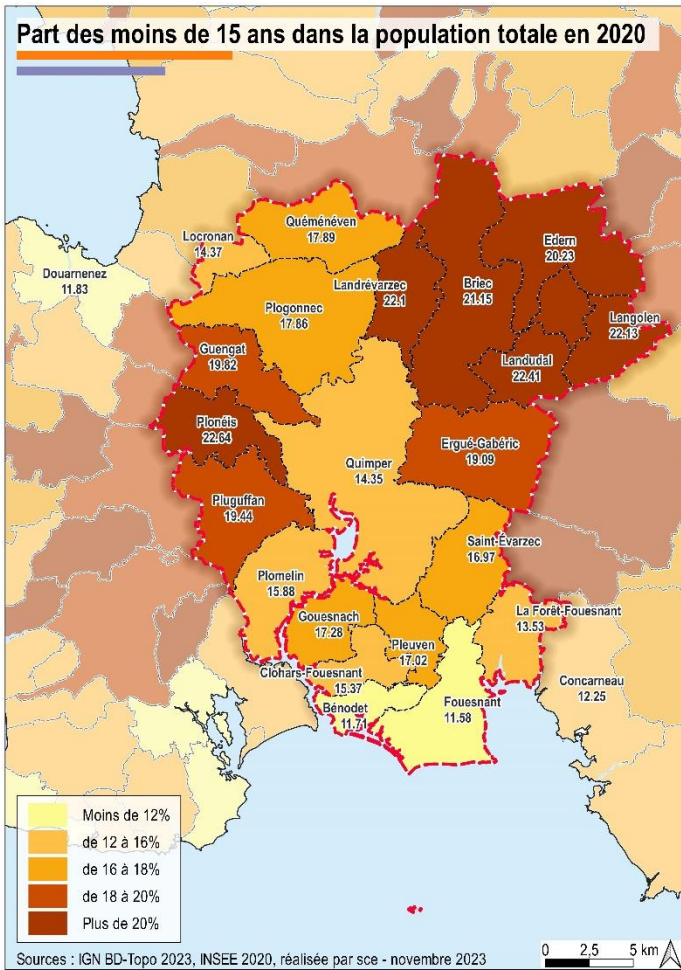 Part des moins de 15 ans dans la population totale en 2020
Quéménéven
17.89
Locronan
14.37
Edern
20.23
Douarnenez
11.83
Landrévarzec
22.1
Briec
21.15
Plogonnec
17.86
Langolen
22.13
Guengat
19.82
Landudal
22.41
Plonéis
22.64
Ergué-Gabéric
19.09
Quimper
14.35
Pluguffan
19.44
Saint-Évarzec
16.97
Plomelin
15.88
La Forêt-Fouesnant
13.53
Gouesnach
17.28
Pleuven
17.02
Clohars-Fouesnant
15.37
Concarneau
12.25
Fouesnant
11.58
Bénodet
11.71
Moins de 12%
de 12 à 16%
de 16 à 18%
de 18 à 20%
Plus de 20%
Sources : IGN BD-Topo 2023, INSEE 2020, réalisée par sce - novembre 2023
0 2,5 5 km